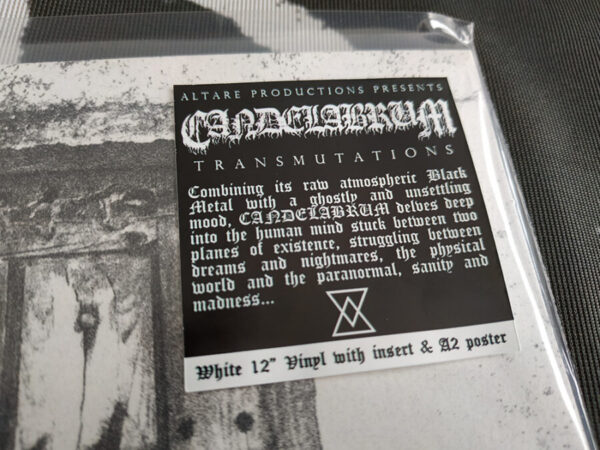 ALTARE PRODUCTIONS PRESENTS
CANDELABRUM
TRANSMUTATIONS
Combining its raw atmospheric Black
Metal with a ghostly and unsettling
mood, CANDELABRUM delves deep
into the human mind stuck between two
planes of existence, struggling between
dreams and nightmares, the physical
world and the paranormal, sanity and
madness...
White 12" Vinyl with insert & A2 poster